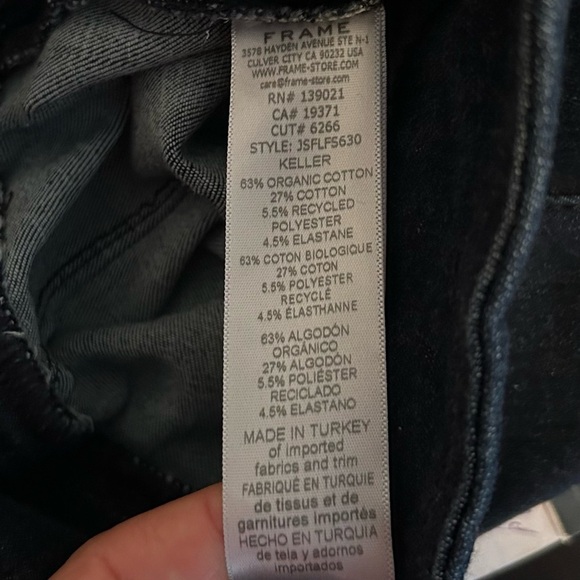 FRAME
3578 HAYDEN AVENUE STE N-1
CULVER CITY CA 90232 USA
WWW.FRAME-STORE.COM
care@frame-store.com
RN# 139021
CA# 19371
CUT# 6266
STYLE: JSFLFS630
KELLER
63% ORGANIC COTTON
27% COTTON
5.5% RECYCLED
POLYESTER
4.5% ELASTANE
63% COTON BIOLOGIQUE
27% COTON
5.5% POLYESTER
RECYCLÉ
4.5% ÉLASTHANNE
63% ALGODÓN
ORGÁNICO
27% ALGODÓN
5.5% POLIÉSTER
RECICLADO
4.5% ELASTANO
MADE IN TURKEY
of imported
fabrics and trim
FABRIQUÉ EN TURQUIE
de tissus et de
garnitures importés
HECHO EN TURQUIA
de tela y adornos
importados